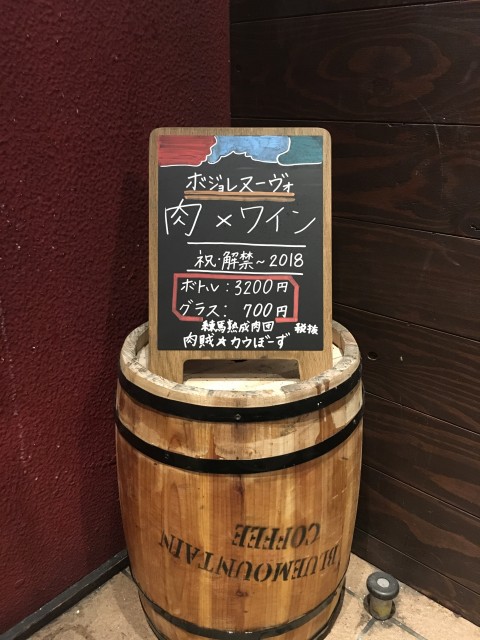 ボジョレヌーヴォ
肉×ワイン
祝・解禁～2018
ボトル：3200円
グラス：700円
練馬熟成肉団 税抜
肉賊★カウぼーず
BLUEMOUNTAIN
COFFEE